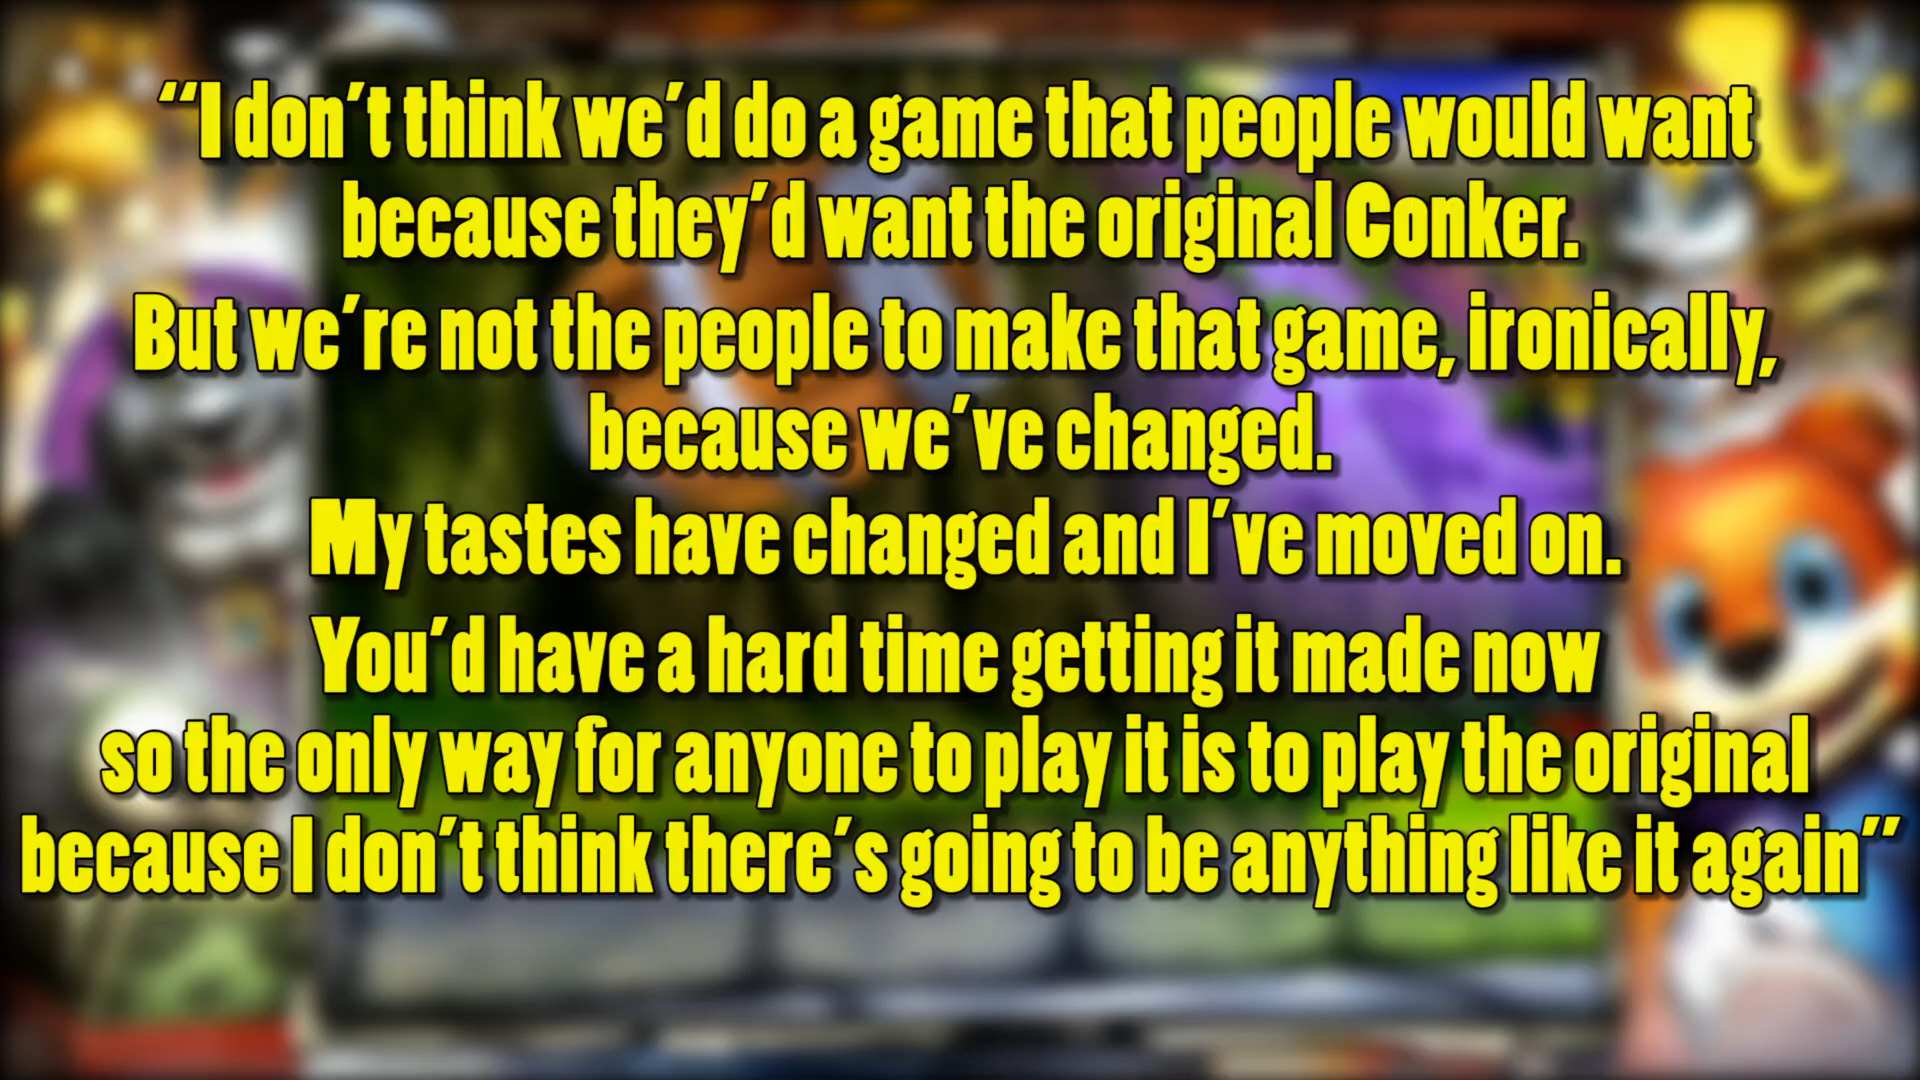 “I don’t think we’d do a game that people would want
because they’d want the original Conker.
But we’re not the people to make that game, ironically,
because we’ve changed.
My tastes have changed and I’ve moved on.
You’d have a hard time getting it made now
so the only way for anyone to play it is to play the original
because I don’t think there’s going to be anything like it again”